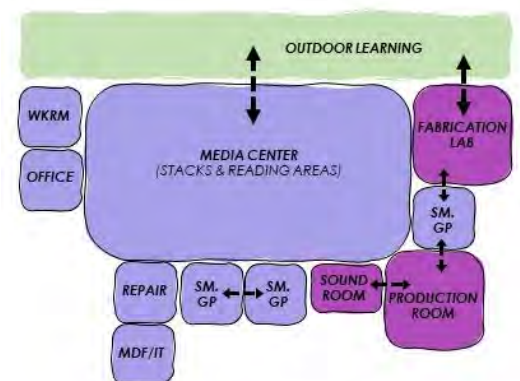 OUTDOOR LEARNING
WKRM
OFFICE
MEDIA CENTER
(STACKS & READING AREAS)
FABRICATION
LAB
SM.
GP
REPAIR
SM.
GP
SM.
GP
SOUND
ROOM
PRODUCTION
ROOM
MDF/IT